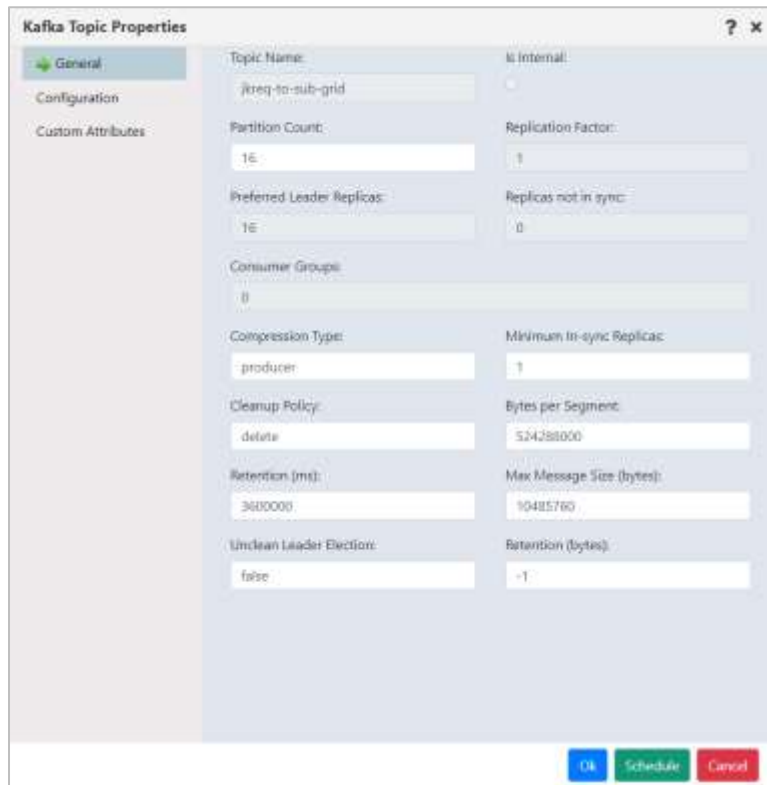 Kafka Topic Properties ? ×
General
Configuration
Custom Attributes
Topic Name: Is Internal:
jkreq-to-sub-grid
Partition Count: Replication Factor:
16 1
Preferred Leader Replicas: Replicas not in sync:
16 0
Consumer Groups:
0
Compression Type: Minimum In-sync Replicas:
producer 1
Cleanup Policy: Bytes per Segment:
delete 524288000
Retention (ms): Max Message Size (bytes):
3600000 10485760
Unclean Leader Election: Retention (bytes):
false -1
Ok Schedule Cancel